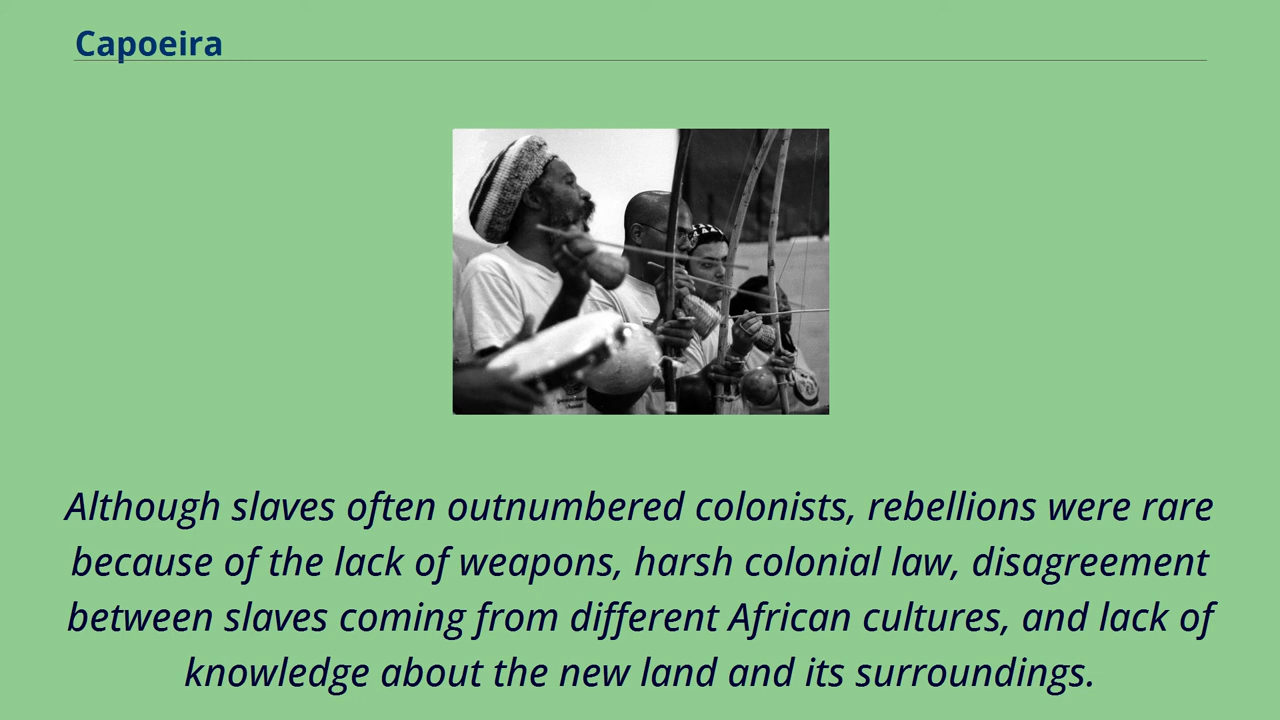 Capoeira
Although slaves often outnumbered colonists, rebellions were rare
because of the lack of weapons, harsh colonial law, disagreement
between slaves coming from different African cultures, and lack of
knowledge about the new land and its surroundings.